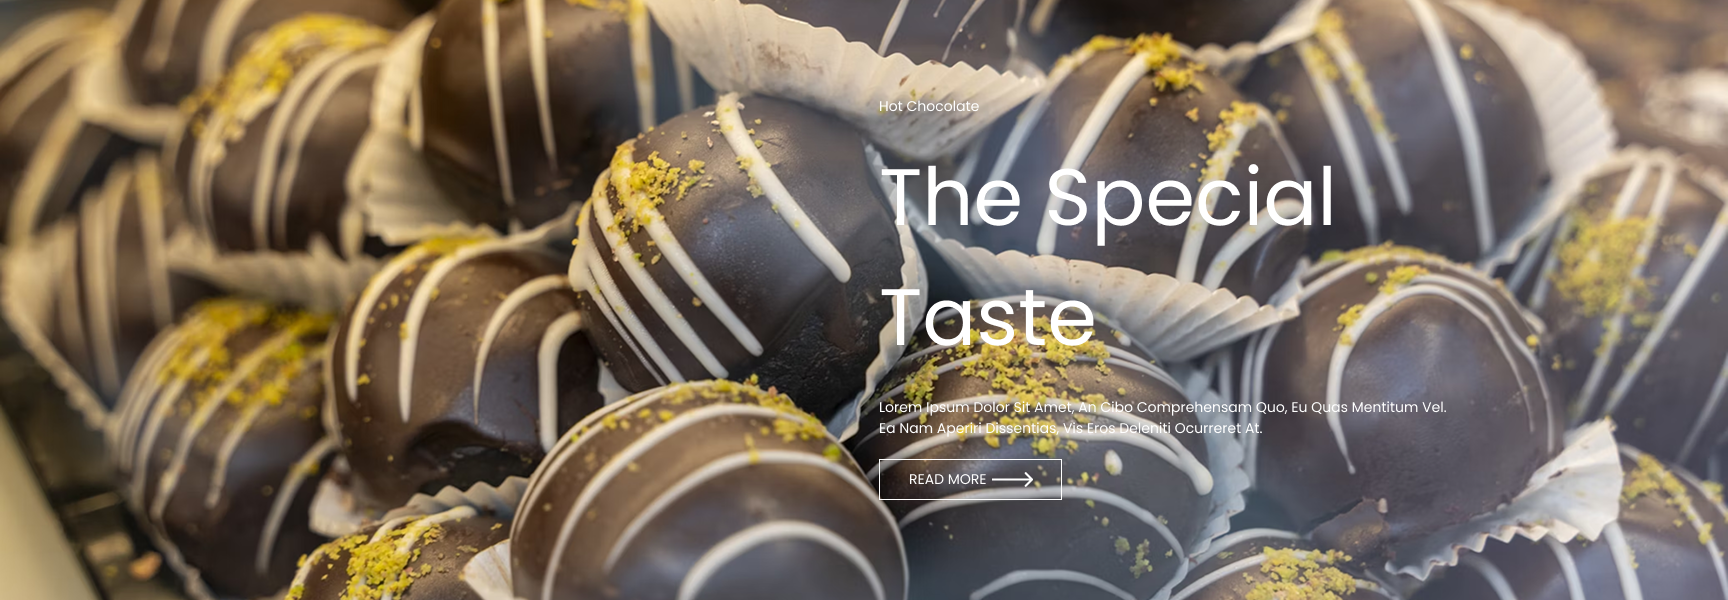 Hot Chocolate
The Special
Taste
Lorem Ipsum Dolor Sit Amet, An Cibo Comprehensam Quo, Eu Quas Mentitum Vel.
Ea Nam Aperiri Dissentias, Vis Eros Deleniti Ocurreret At.
READ MORE